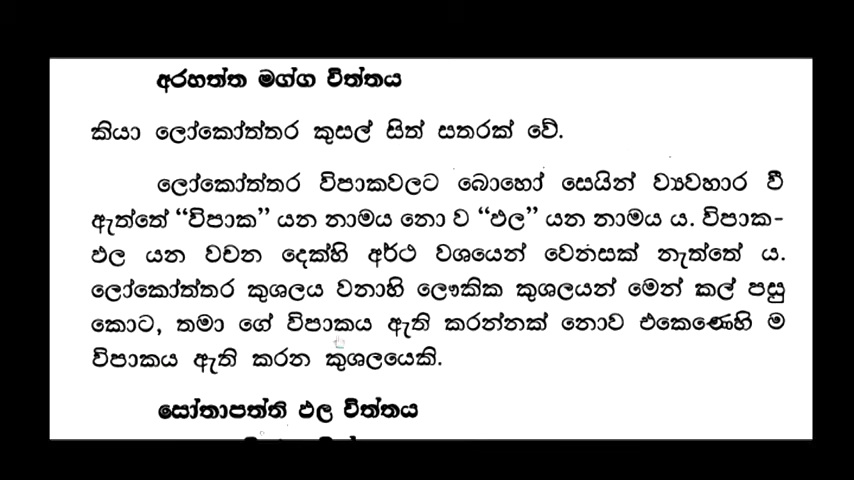 අරහත්ත මග්ග චිත්තය
කියා ලෝකෝත්තර කුසල් සිත් සතරක් වේ.
ලෝකෝත්තර විපාකවලට බොහෝ සෙයින් ව්‍යවහාර වී
ඇත්තේ “විපාක” යන නාමය නො ව “ඵල” යන නාමය ය. විපාක-
ඵල යන වචන දෙක්හි අර්ථ වශයෙන් වෙනසක් නැත්තේ ය.
ලෝකෝත්තර කුශලය වනාහි ලෞකික කුශලයන් මෙන් කල් පසු
කොට, තමා ගේ විපාකය ඇති කරන්නක් නොව එකෙණෙහි ම
විපාකය ඇති කරන කුශලයෙකි.
සෝතාපත්ති ඵල චිත්තය